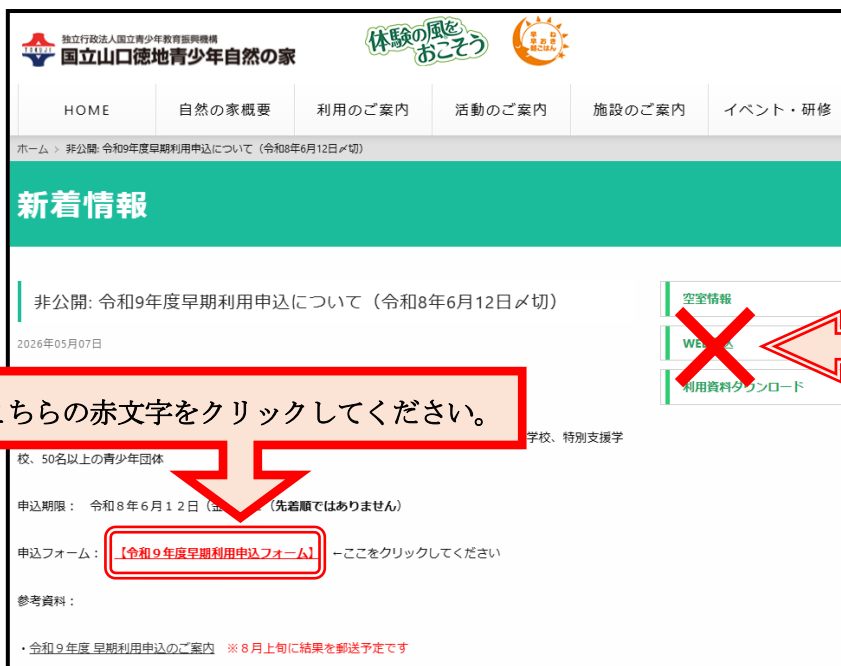 独立行政法人国立青少年教育振興機構
国立山口徳地青少年自然の家
体験の風を
おこそう
早寝
早おき
朝ごはん
HOME 自然の家概要 利用のご案内 活動のご案内 施設のご案内 イベント・研修
ホーム > 非公開: 令和9年度早期利用申込について（令和8年6月12日〆切）
新着情報
非公開: 令和9年度早期利用申込について（令和8年6月12日〆切）
2026年05月07日
空室情報
WE
利用資料ダウンロード
ちらの赤文字をクリックしてください。
学校、特別支援学
校、50名以上の青少年団体
申込期限： 令和８年６月１２日（金 （先着順ではありません）
申込フォーム： 【令和９年度早期利用申込フォーム】 ←ここをクリックしてください
参考資料：
・令和９年度 早期利用申込のご案内 ※８月上旬に結果を郵送予定です